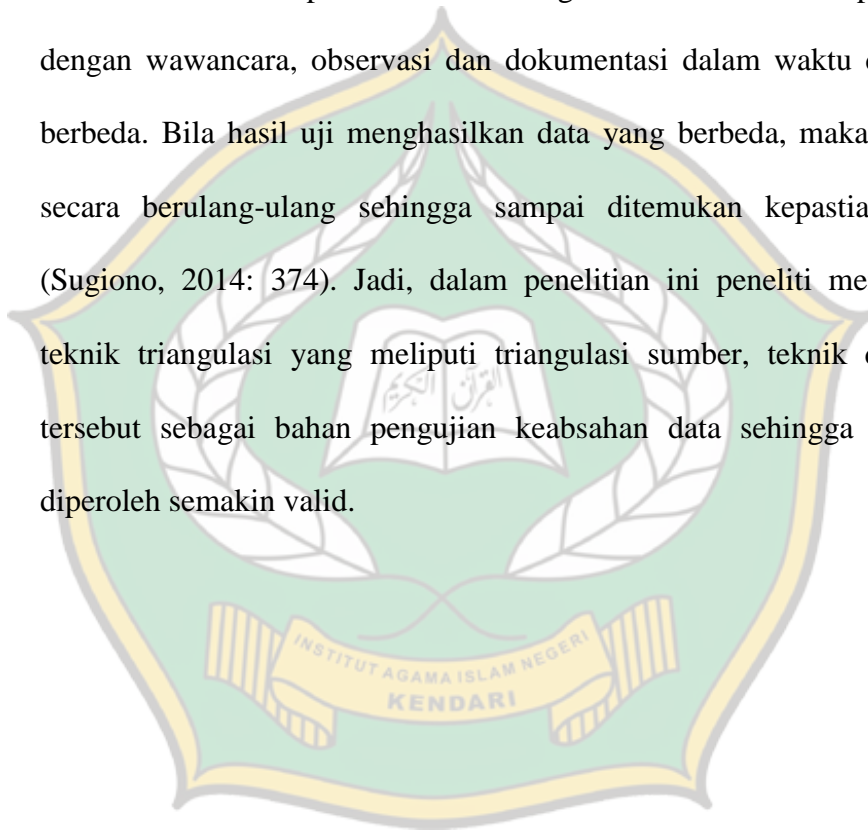 dengan wawancara, observasi dan dokumentasi dalam waktu
berbeda. Bila hasil uji menghasilkan data yang berbeda, maka
secara berulang-ulang sehingga sampai ditemukan
(Sugiono, 2014: 374). Jadi, dalam penelitian ini peneliti
teknik triangulasi yang meliputi triangulasi sumber, teknik
tersebut sebagai bahan pengujian keabsahan data sehingga
القرآن الكريم
diperoleh semakin valid.
INSTITUT AGAMA ISLAM NEGERI
KENDARI